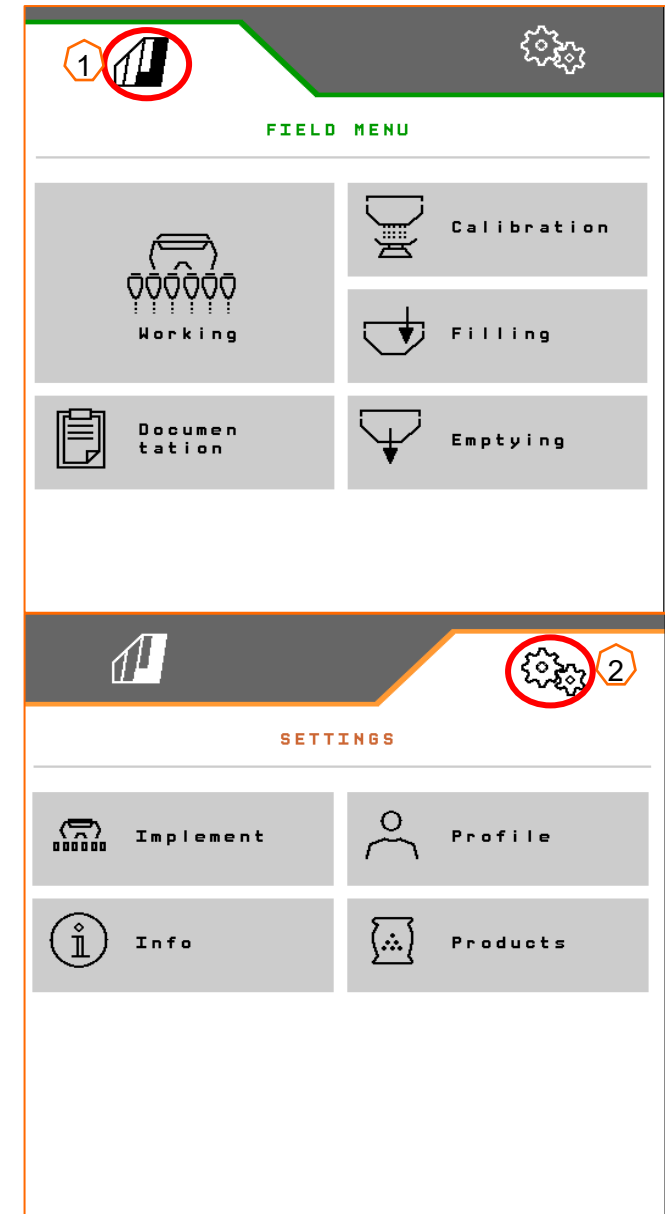 1
FIELD MENU
Calibration
Working
Filling
Documen
tation
Emptying
2
SETTINGS
Implement
Profile
Info
Products